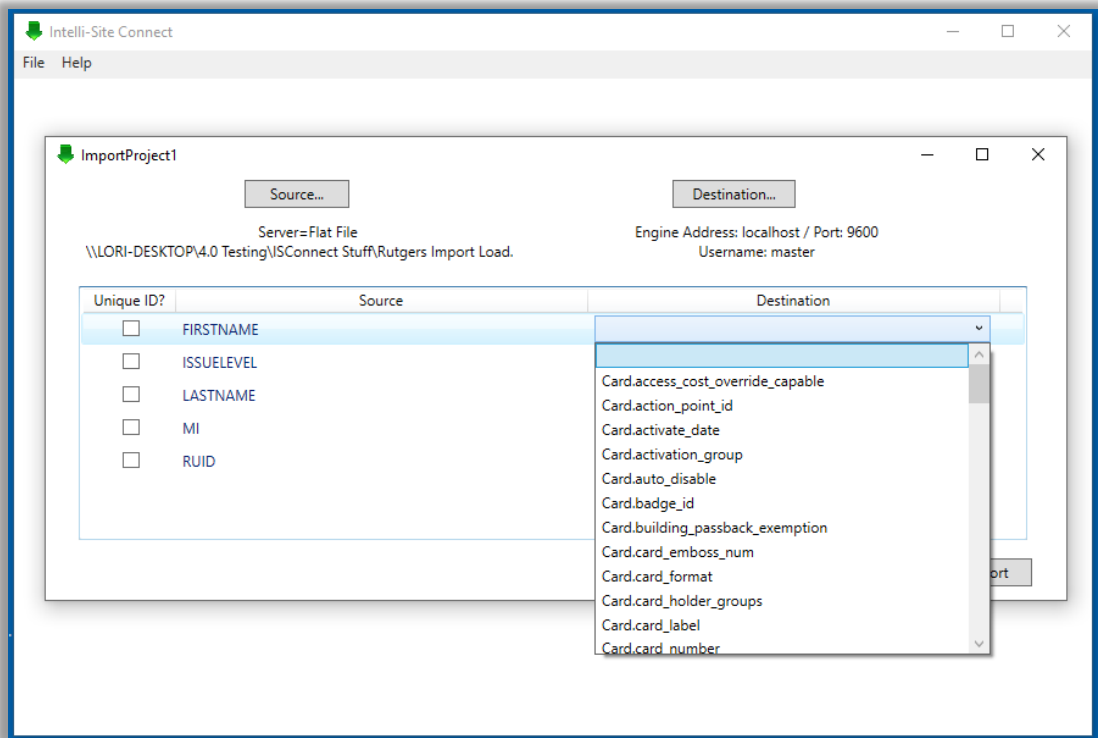 Intelli-Site Connect
File Help
ImportProject1
Source... Destination...
Server=Flat File Engine Address: localhost / Port: 9600
\\LORI-DESKTOP\4.0 Testing\ISConnect Stuff\Rutgers Import Load. Username: master
Unique ID? Source Destination
FIRSTNAME
ISSUELEVEL
LASTNAME
MI
RUID
Card.access_cost_override_capable
Card.action_point_id
Card.activate_date
Card.activation_group
Card.auto_disable
Card.badge_id
Card.building_passback_exemption
Card.card_emboss_num
Card.card_format
Card.card_holder_groups
Card.card_label
Card.card_number
ort